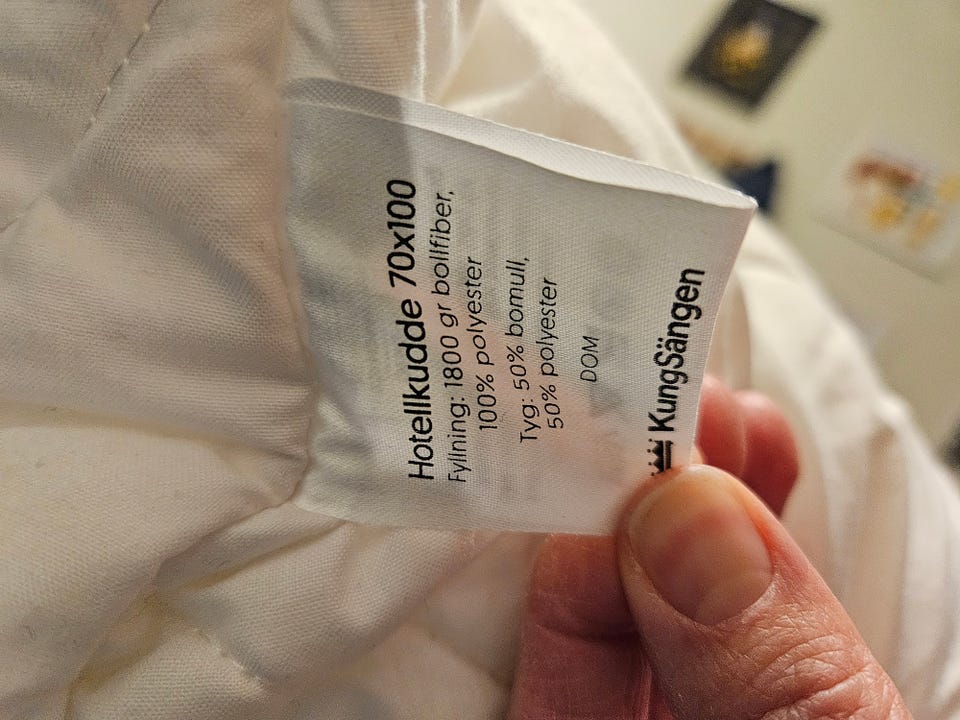 Hotellkudde 70x100
Fyllning: 1800 gr bollfiber,
100% polyester
Tyg: 50% bomull,
50% polyester
DOM
KungSängen